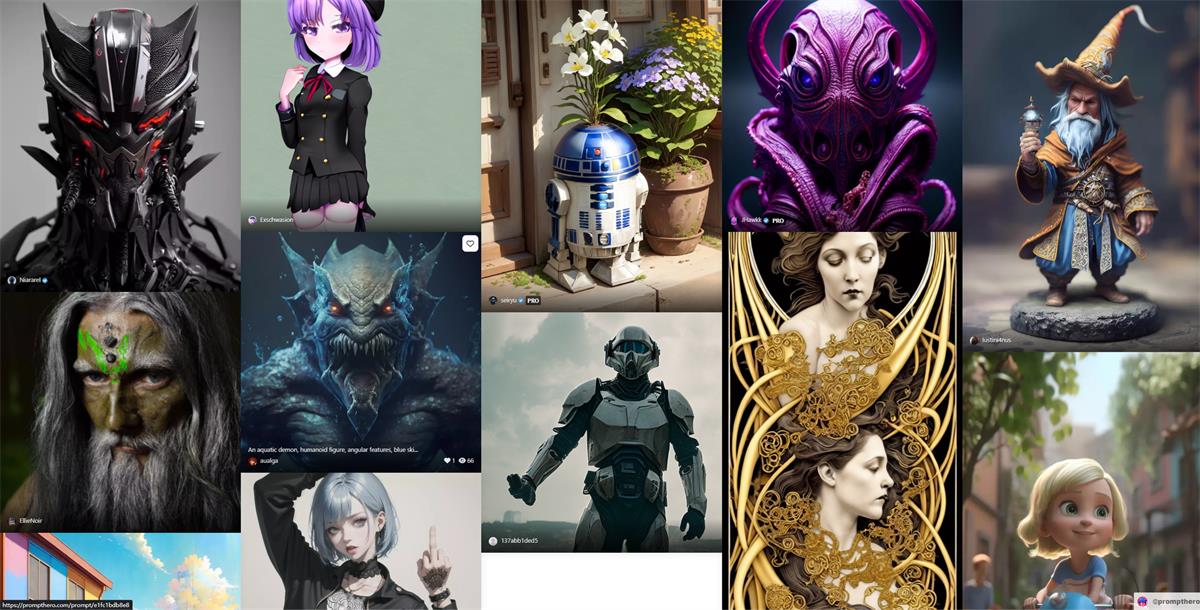 Niararel
EllieNoir
https://prompthero.com/prompt/e1fc1bdb8e8
Exschwasion
An aquatic demon, humanoid figure, angular features, blue ski...
aualga
1
66
seiryu PRO
137abb1ded5
JHawkk PRO
Iustini4nus
@prompthero